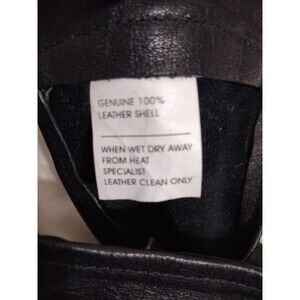 GENUINE 100%
LEATHER SHELL
WHEN WET DRY AWAY
FROM HEAT
SPECIALIST
LEATHER CLEAN ONLY